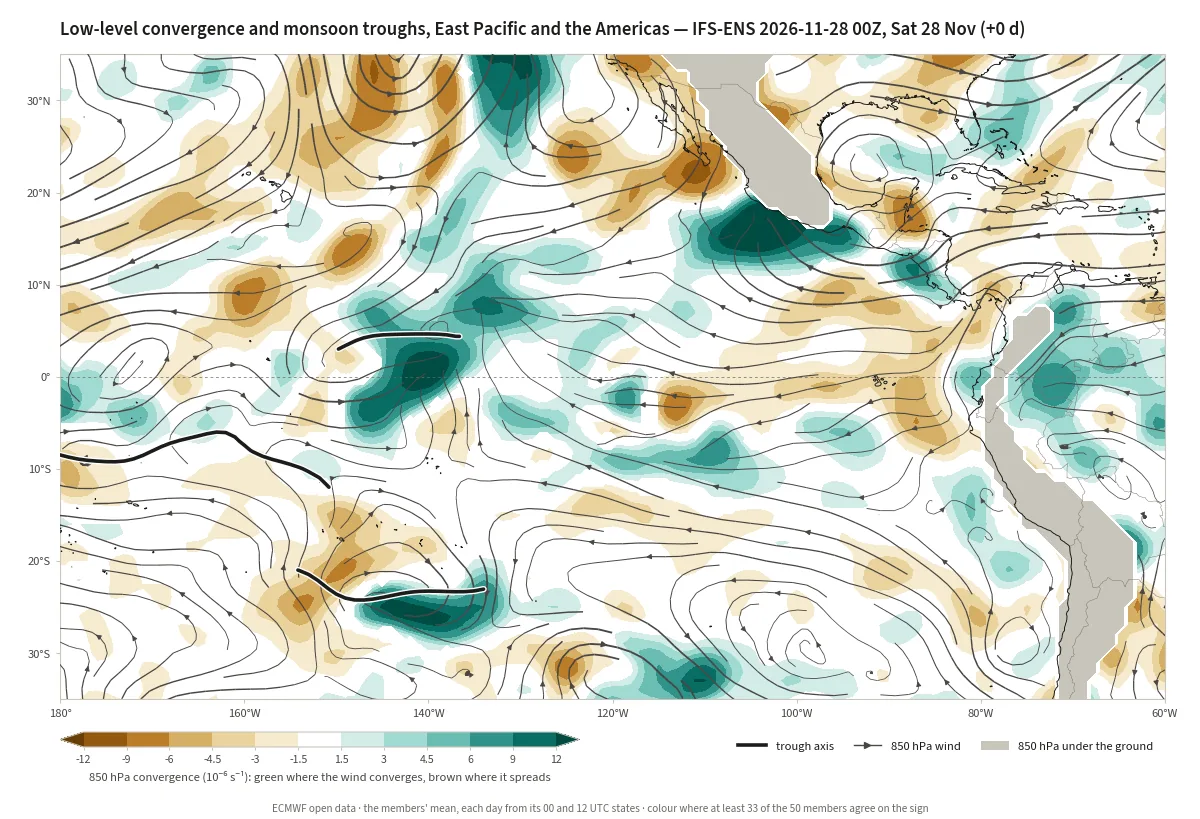 Low-level convergence and monsoon troughs, East Pacific and the Americas — IFS-ENS 2026-11-28 00Z, Sat 28 Nov (+0 d)
30°N
20°N
10°N
0°
10°S
20°S
30°S
180° 160°W 140°W 120°W 100°W 80°W 60°W
-12 -9 -6 -4.5 -3 -1.5 1.5 3 4.5 6 9 12
850 hPa convergence (10⁻⁶ s⁻¹): green where the wind converges, brown where it spreads
trough axis 850 hPa wind 850 hPa under the ground
ECMWF open data · the members' mean, each day from its 00 and 12 UTC states · colour where at least 33 of the 50 members agree on the sign